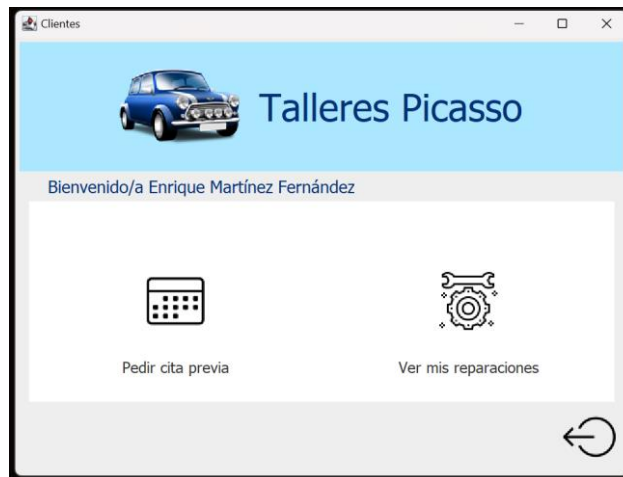 Clientes
Talleres Picasso
Bienvenido/a Enrique Martínez Fernández
Pedir cita previa
Ver mis reparaciones